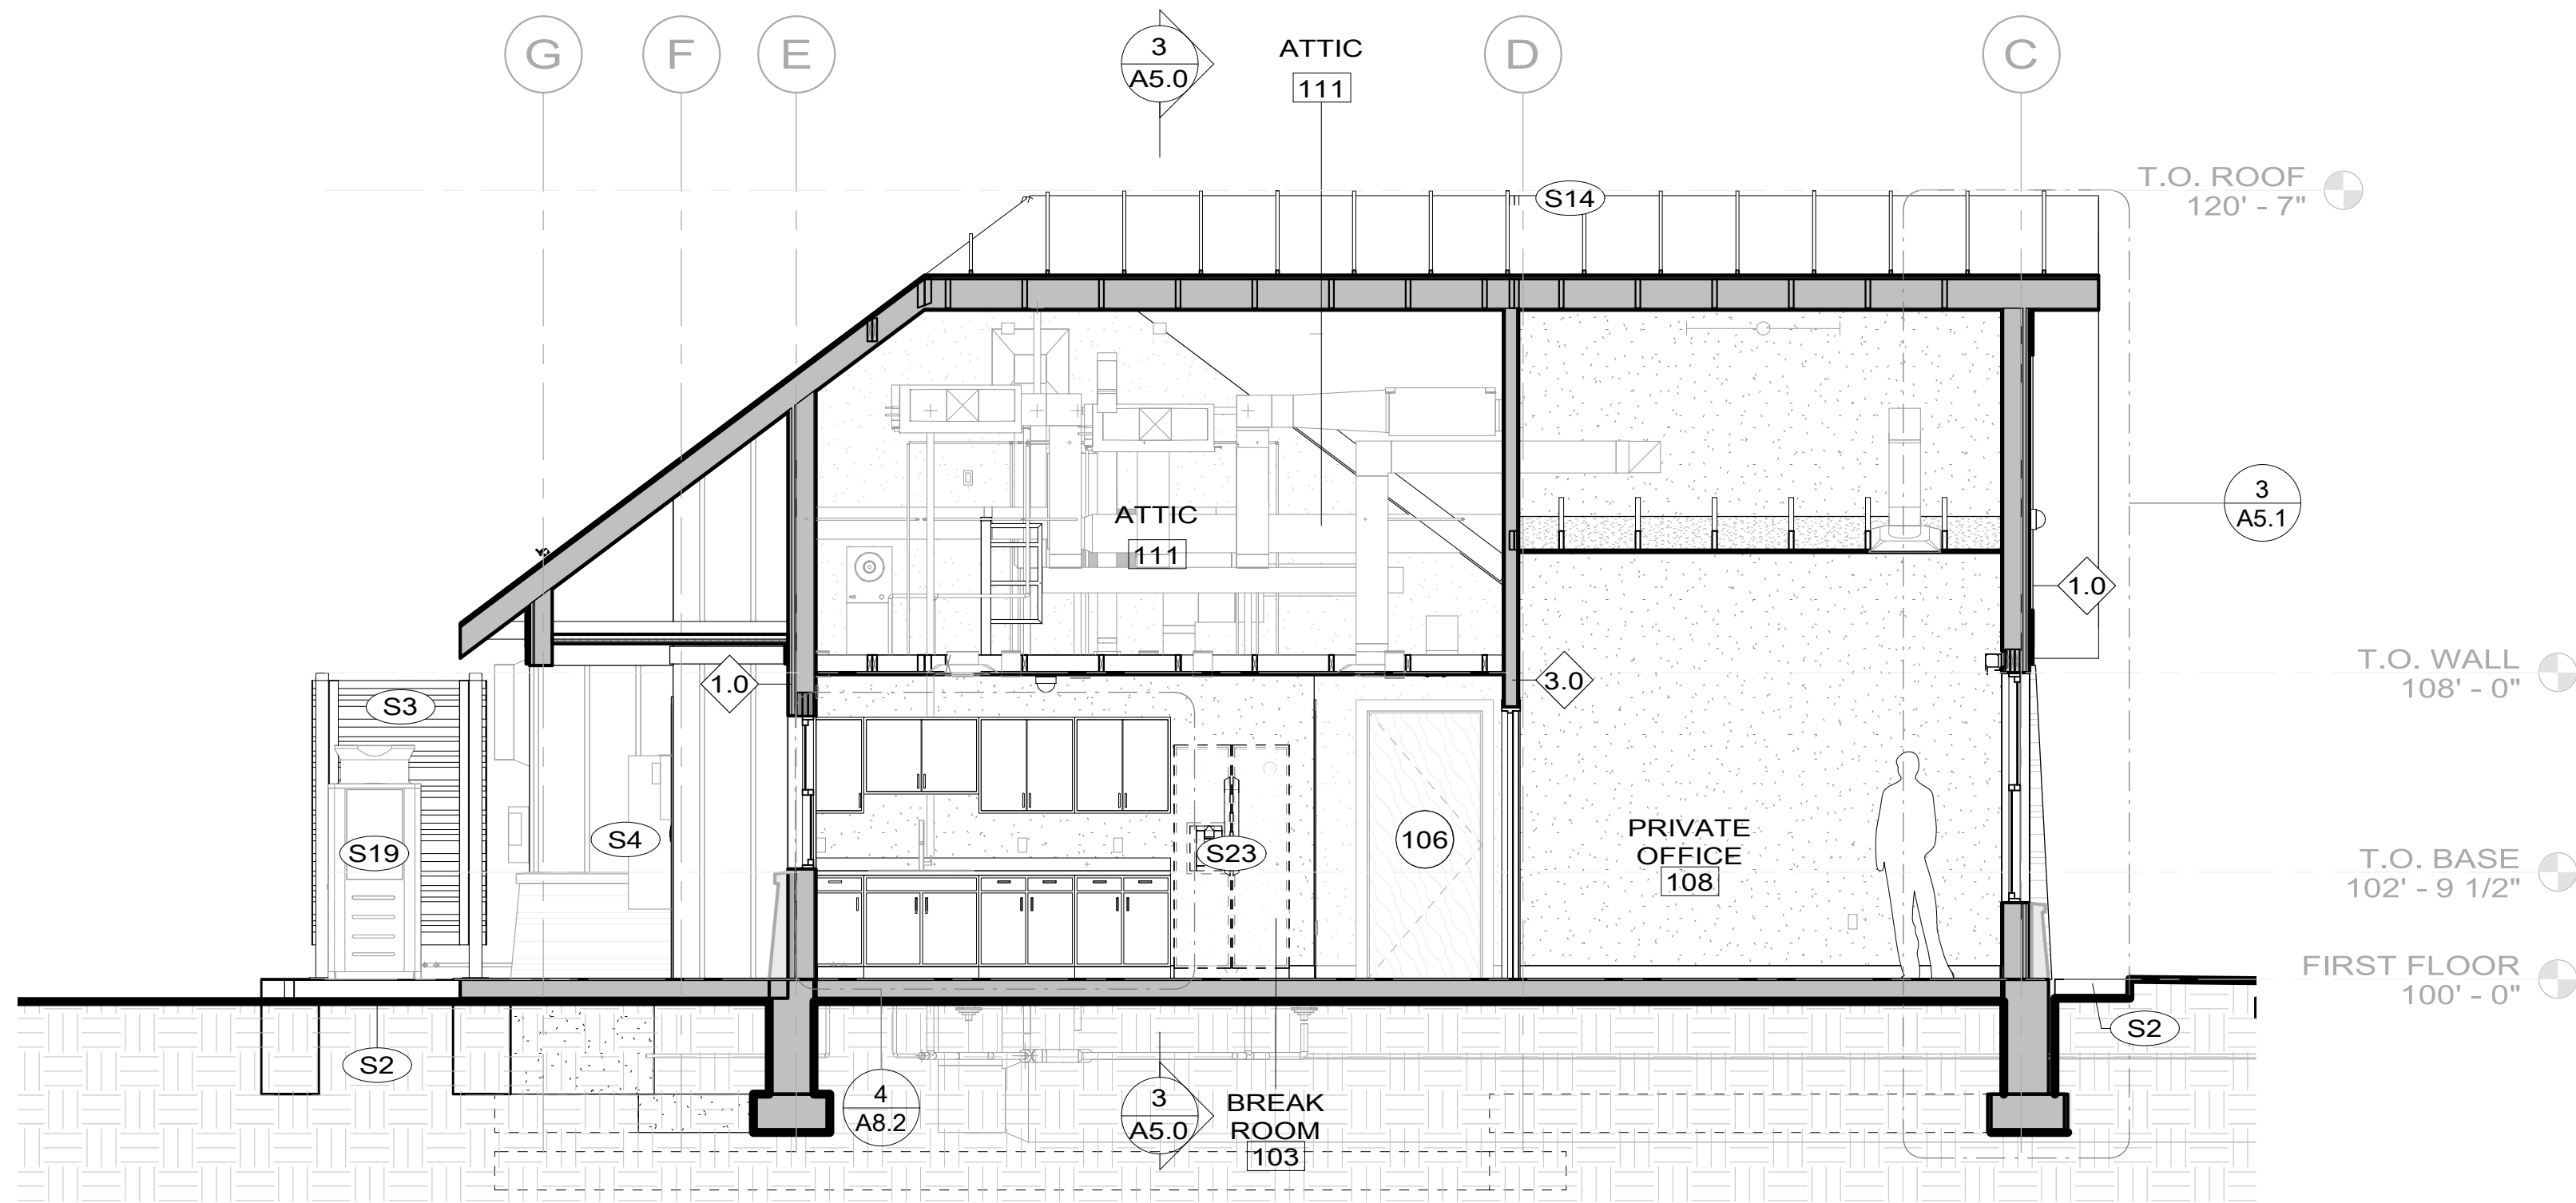 G
F
E
3
A5.0
ATTIC
111
D
C
T.O. ROOF
120' - 7"
S14
3
A5.1
ATTIC
111
1.0
T.O. WALL
108' - 0"
1.0
3.0
S3
S19
S4
S23
106
PRIVATE
OFFICE
108
T.O. BASE
102' - 9 1/2"
FIRST FLOOR
100' - 0"
S2
S2
4
A8.2
3
A5.0
BREAK
ROOM
103